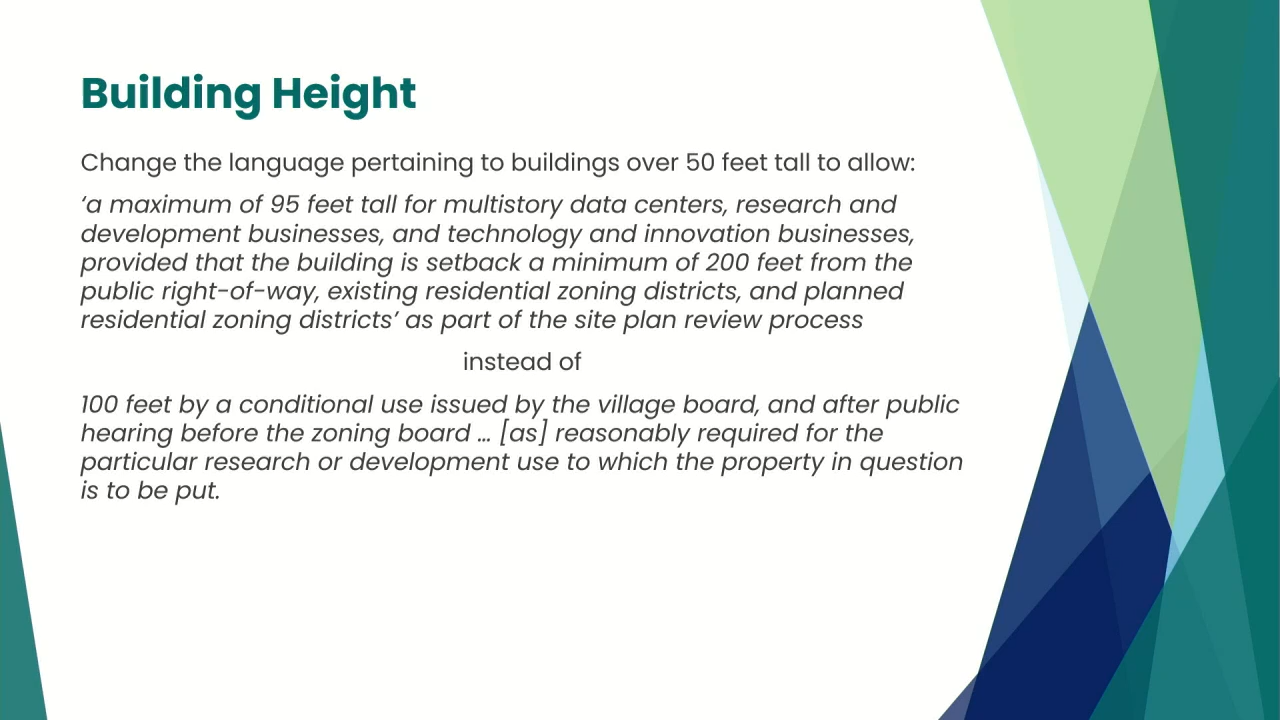 Building Height
Change the language pertaining to buildings over 50 feet tall to allow:
‘a maximum of 95 feet tall for multistory data centers, research and
development businesses, and technology and innovation businesses,
provided that the building is setback a minimum of 200 feet from the
public right-of-way, existing residential zoning districts, and planned
residential zoning districts’ as part of the site plan review process
instead of
100 feet by a conditional use issued by the village board, and after public
hearing before the zoning board … [as] reasonably required for the
particular research or development use to which the property in question
is to be put.